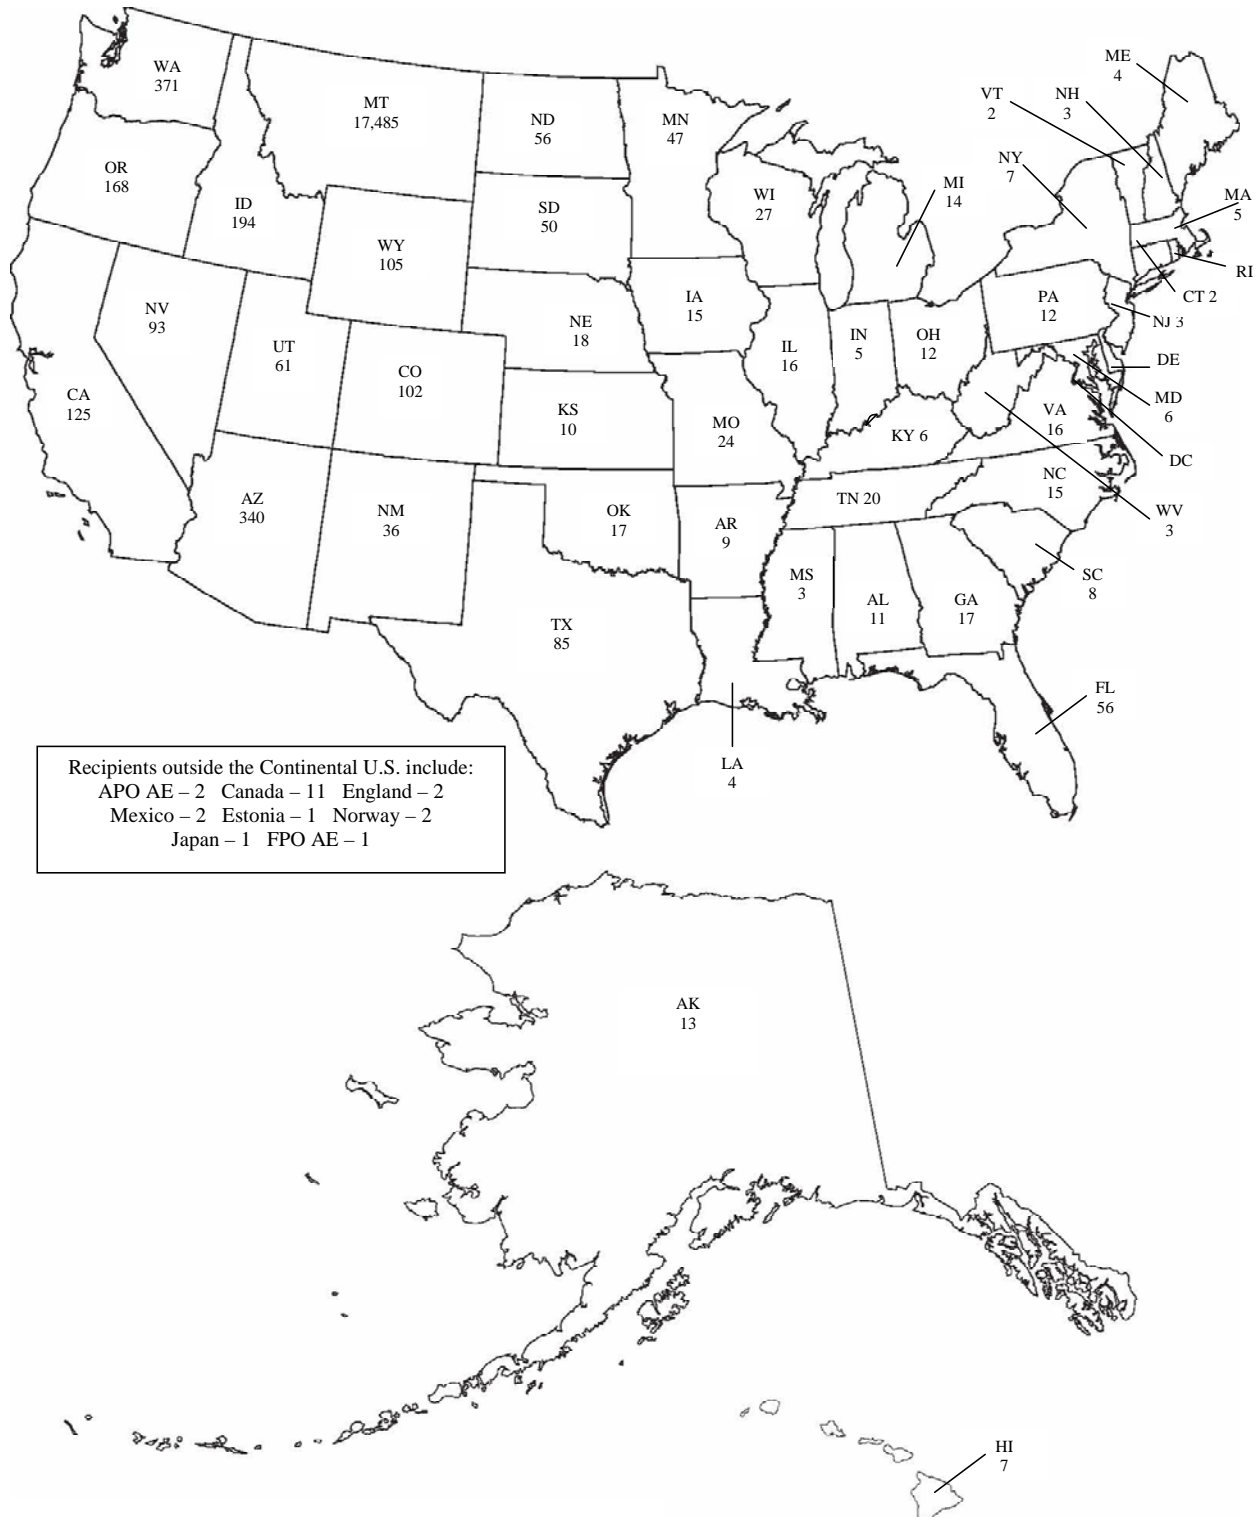 WA
371
MT
17,485
ND
56
MN
47
OR
168
ID
194
SD
50
WI
27
MI
14
VT
2
NH
3
ME
4
NY
7
MA
5
RI
CT 2
NJ 3
WY
105
NV
93
UT
61
CO
102
NE
18
IA
15
IL
16
IN
5
OH
12
PA
12
DE
MD
6
DC
WV
3
CA
125
KS
10
MO
24
KY 6
VA
16
NC
15
TN 20
AZ
340
NM
36
OK
17
AR
9
MS
3
AL
11
GA
17
SC
8
TX
85
LA
4
FL
56
Recipients outside the Continental U.S. include:
APO AE – 2 Canada – 11 England – 2
Mexico – 2 Estonia – 1 Norway – 2
Japan – 1 FPO AE – 1
AK
13
HI
7